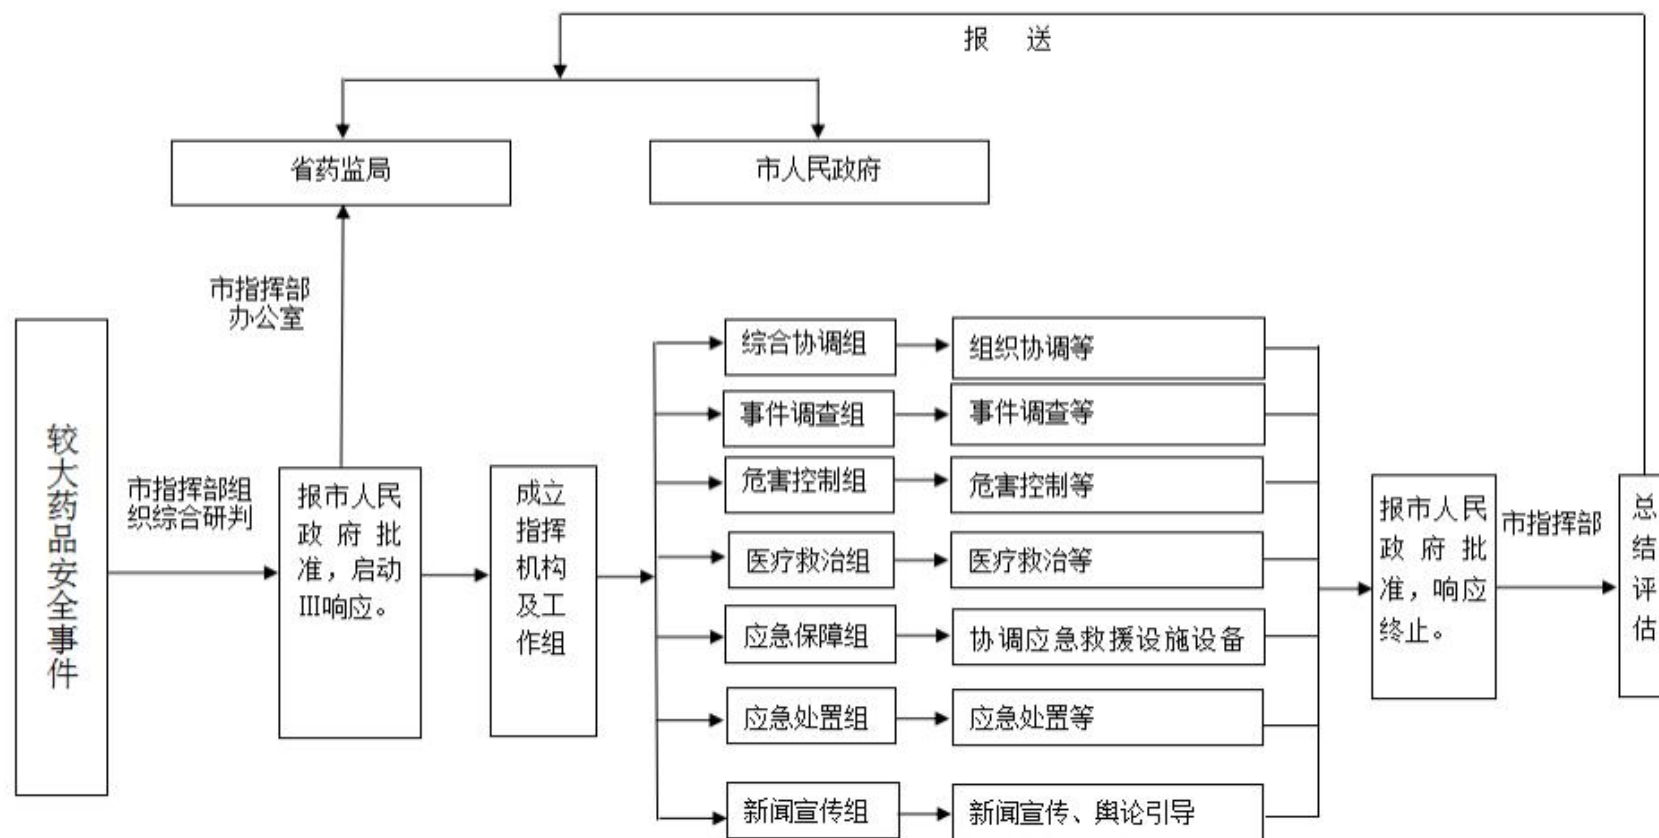 报 送
省药监局
市人民政府
市指挥部
办公室
较大药品安全事件
市指挥部组
织综合研判
报市人民
政府批
准，启动
III响应。
成立
指挥
机构
及工
作组
综合协调组
组织协调等
事件调查组
事件调查等
危害控制组
危害控制等
医疗救治组
医疗救治等
应急保障组
协调应急救援设施设备
应急处置组
应急处置等
新闻宣传组
新闻宣传、舆论引导
报市人民
政府批
准，响应
终止。
市指挥部
总
结
评
估